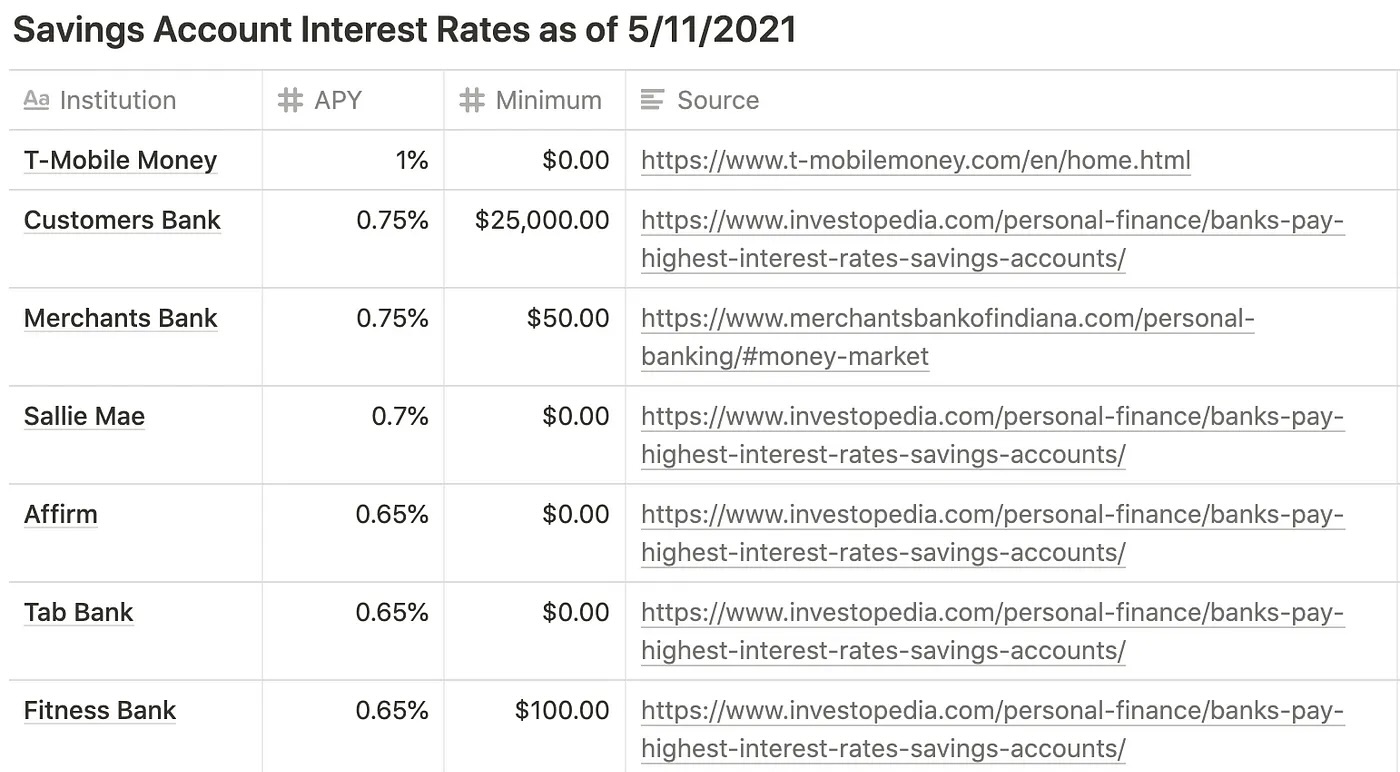 Savings Account Interest Rates as of 5/11/2021
Aa Institution # APY # Minimum Source
T-Mobile Money 1% $0.00 https://www.t-mobilemoney.com/en/home.html
Customers Bank 0.75% $25,000.00 https://www.investopedia.com/personal-finance/banks-pay-
highest-interest-rates-savings-accounts/
Merchants Bank 0.75% $50.00 https://www.merchantsbankofindiana.com/personal-
banking/#money-market
Sallie Mae 0.7% $0.00 https://www.investopedia.com/personal-finance/banks-pay-
highest-interest-rates-savings-accounts/
Affirm 0.65% $0.00 https://www.investopedia.com/personal-finance/banks-pay-
highest-interest-rates-savings-accounts/
Tab Bank 0.65% $0.00 https://www.investopedia.com/personal-finance/banks-pay-
highest-interest-rates-savings-accounts/
Fitness Bank 0.65% $100.00 https://www.investopedia.com/personal-finance/banks-pay-
highest-interest-rates-savings-accounts/